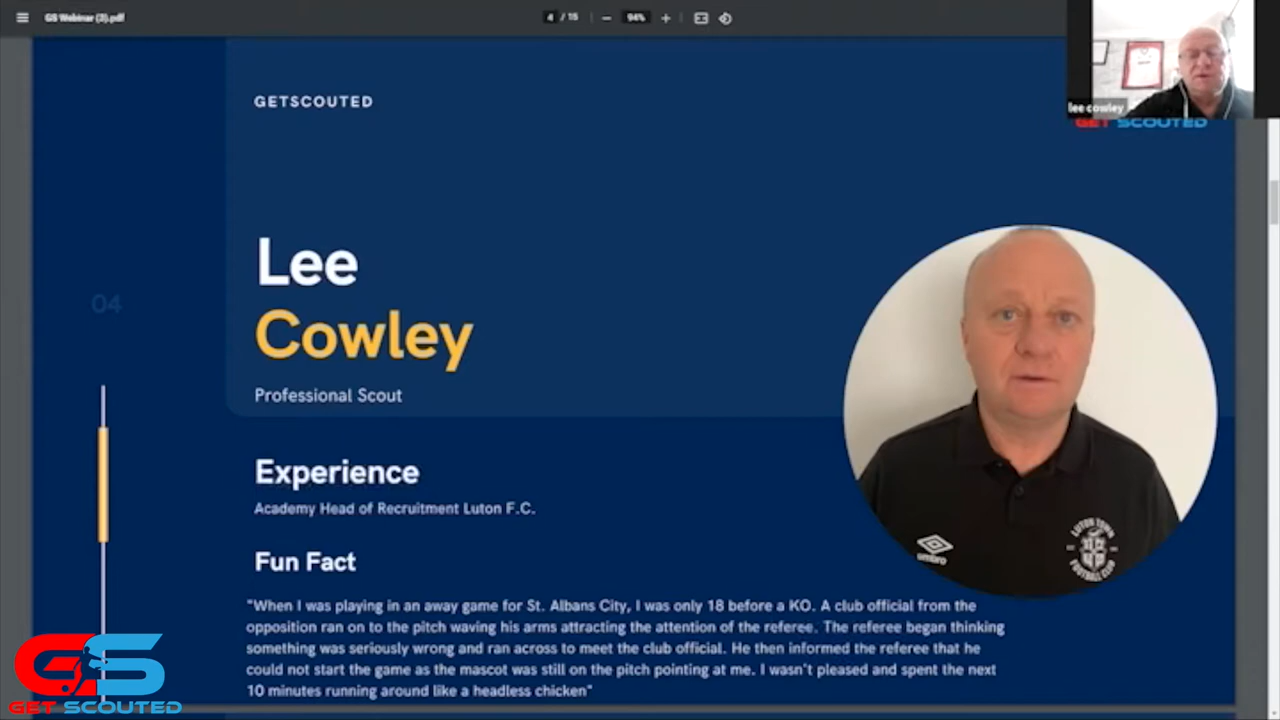 GS Webinar (3).pdf
4 / 15
94%
lee cowley
GET SCOUTED
GETSCOUTED
Lee
Cowley
Professional Scout
04
Experience
Academy Head of Recruitment Luton F.C.
Fun Fact
"When I was playing in an away game for St. Albans City, I was only 18 before a KO. A club official from the
opposition ran on to the pitch waving his arms attracting the attention of the referee. The referee began thinking
something was seriously wrong and ran across to meet the club official. He then informed the referee that he
could not start the game as the mascot was still on the pitch pointing at me. I wasn't pleased and spent the next
10 minutes running around like a headless chicken"
umbro
LUTON TOWN
FOOTBALL CLUB
GS
GET SCOUTED